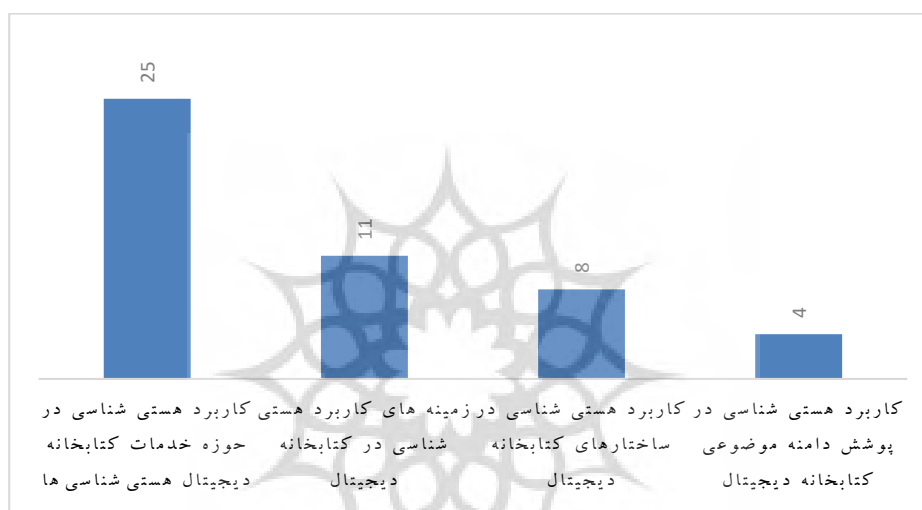 25
11
8
4
کاربرد هستی شناسی در
حوزه خدمات کتابخانه
دیجیتال هستی شناسی ها
زمینه های کاربرد هستی
شناسی در کتابخانه
دیجیتال
کاربرد هستی شناسی در
ساختارهای کتابخانه
دیجیتال
کاربرد هستی شناسی در
پوشش دامنه موضوعی
کتابخانه دیجیتال